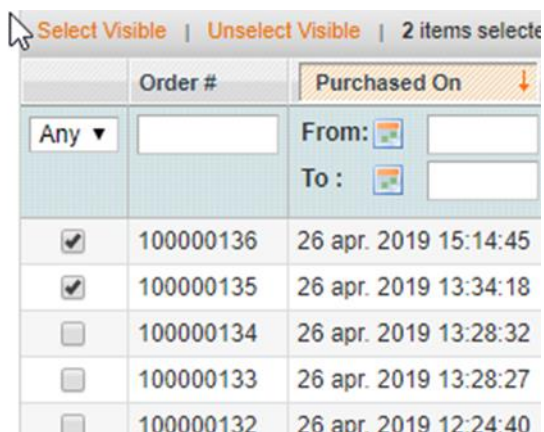 Select Visible | Unselect Visible | 2 items selecte
Order # Purchased On
Any From:
To :
100000136 26 apr. 2019 15:14:45
100000135 26 apr. 2019 13:34:18
100000134 26 apr. 2019 13:28:32
100000133 26 apr. 2019 13:28:27
100000132 26 apr. 2019 12:24:40